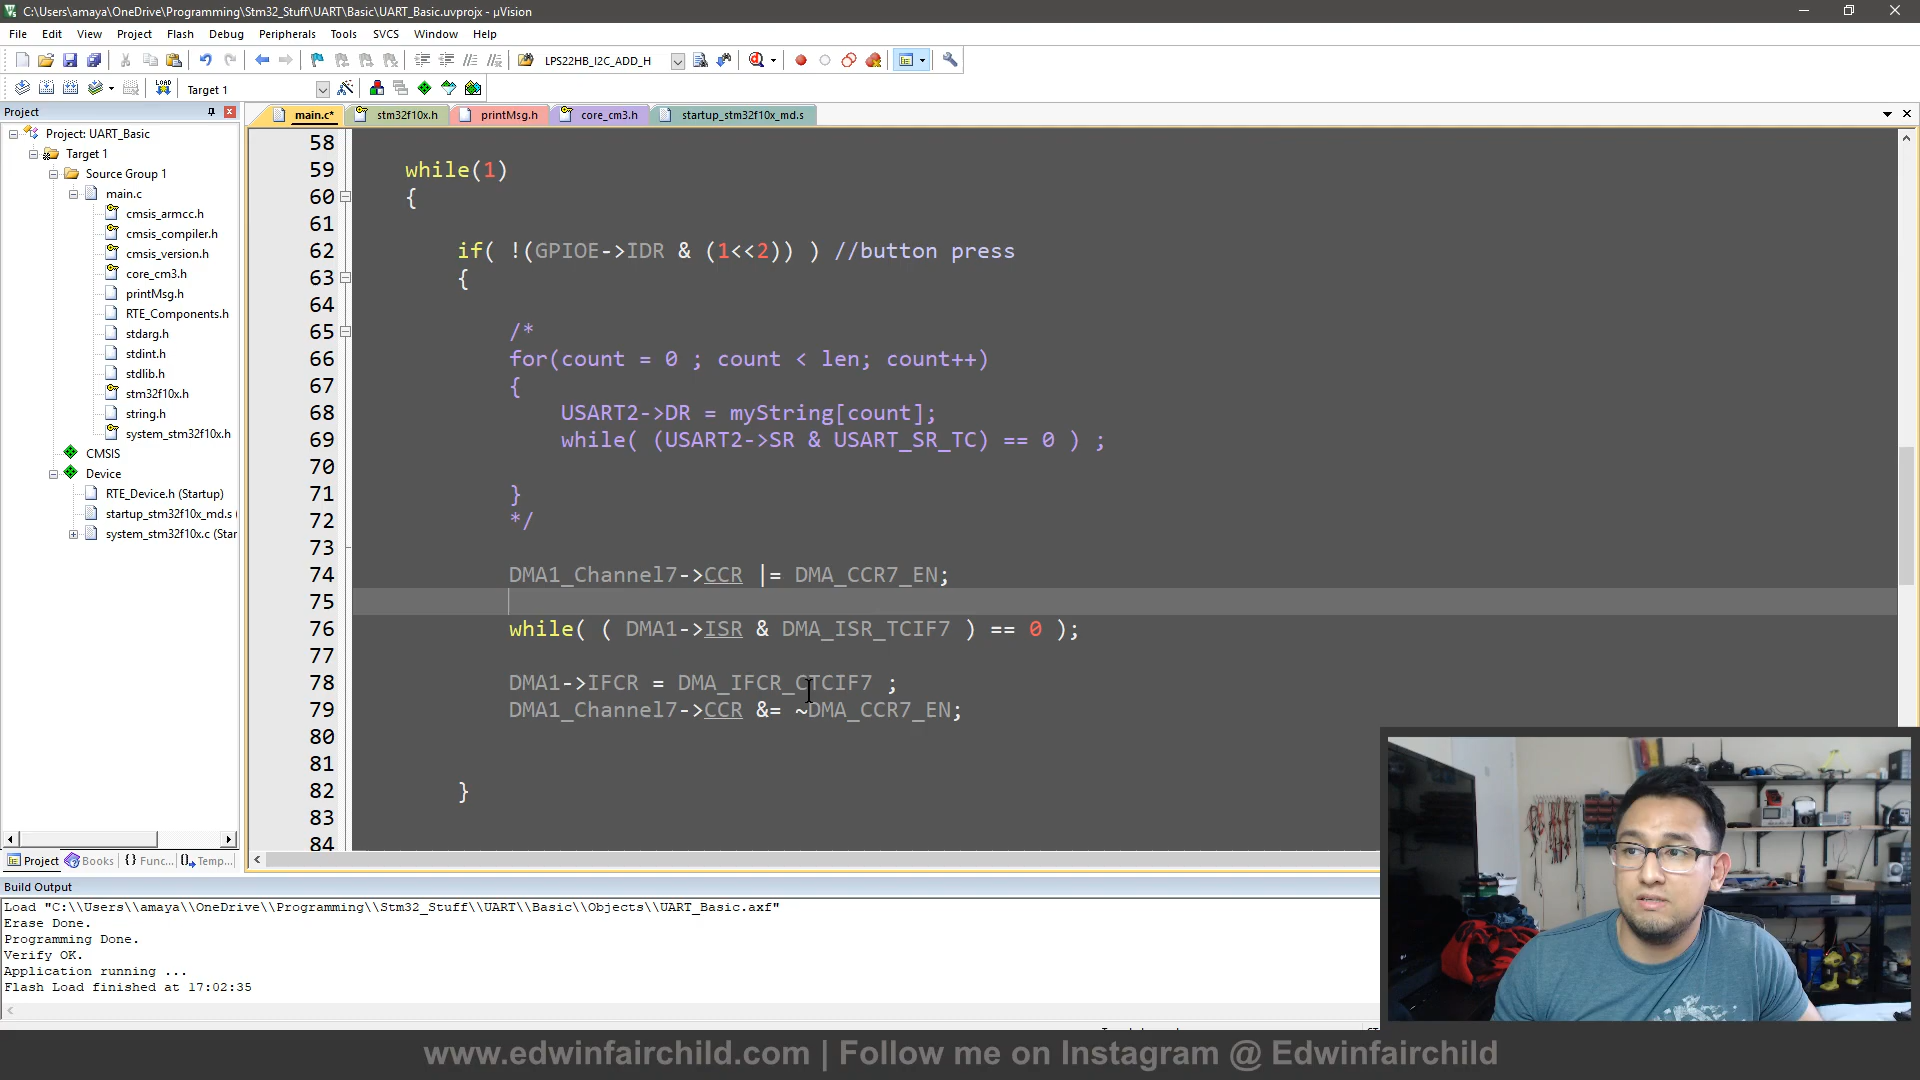 C:\Users\amaya\OneDrive\Programming\Stm32_Stuff\UART\Basic\UART_Basic.uvprojx - µVision
File Edit View Project Flash Debug Peripherals Tools SVCS Window Help
LPS22HB_I2C_ADD_H
LOAD
Target 1
Project
main.c* stm32f10x.h printMsg.h core_cm3.h startup_stm32f10x_md.s
Project: UART_Basic
Target 1
Source Group 1
main.c
cmsis_armcc.h
cmsis_compiler.h
cmsis_version.h
core_cm3.h
printMsg.h
RTE_Components.h
stdarg.h
stdint.h
stdlib.h
stm32f10x.h
string.h
system_stm32f10x.h
CMSIS
Device
RTE_Device.h (Startup)
startup_stm32f10x_md.s (
system_stm32f10x.c (Star
Project Books {} Func... Temp...
58
59 while(1)
60 {
61
62 if( !(GPIOE->IDR & (1<<2)) ) //button press
63 {
64
65 /*
66 for(count = 0 ; count < len; count++)
67 {
68 USART2->DR = myString[count];
69 while( (USART2->SR & USART_SR_TC) == 0 ) ;
70
71 }
72 */
73
74 DMA1_Channel7->CCR |= DMA_CCR7_EN;
75
76 while( ( DMA1->ISR & DMA_ISR_TCIF7 ) == 0 );
77
78 DMA1->IFCR = DMA_IFCR_CTCIF7 ;
79 DMA1_Channel7->CCR &= ~DMA_CCR7_EN;
80
81
82 }
83
84
Build Output
Load "C:\\Users\\amaya\\OneDrive\\Programming\\Stm32_Stuff\\UART\\Basic\\Objects\\UART_Basic.axf"
Erase Done.
Programming Done.
Verify OK.
Application running ...
Flash Load finished at 17:02:35
www.edwinfairchild.com | Follow me on Instagram @ Edwinfairchild